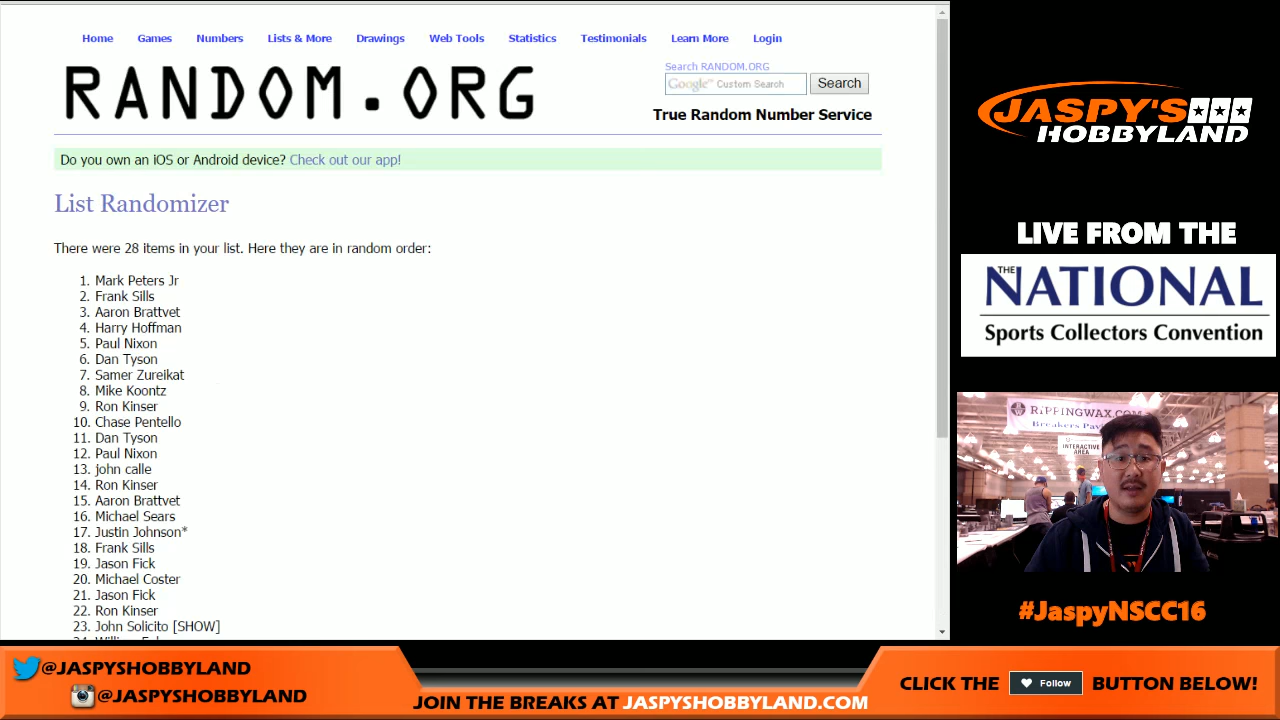 Home Games Numbers Lists & More Drawings Web Tools Statistics Testimonials Learn More Login
RANDOM.ORG
Search RANDOM.ORG
Google™ Custom Search Search
True Random Number Service
Do you own an iOS or Android device? Check out our app!
List Randomizer
There were 28 items in your list. Here they are in random order:
1. Mark Peters Jr
2. Frank Sills
3. Aaron Brattvet
4. Harry Hoffman
5. Paul Nixon
6. Dan Tyson
7. Samer Zureikat
8. Mike Koontz
9. Ron Kinser
10. Chase Pentello
11. Dan Tyson
12. Paul Nixon
13. john calle
14. Ron Kinser
15. Aaron Brattvet
16. Michael Sears
17. Justin Johnson*
18. Frank Sills
19. Jason Fick
20. Michael Coster
21. Jason Fick
22. Ron Kinser
23. John Solicito [SHOW]
JASPY'S
HOBBYLAND
LIVE FROM THE
THE NATIONAL
Sports Collectors Convention
RIPPINGWAX.COM
Breakers
INTERACTIVE
AREA
#JaspyNSCC16
@JASPYSHOBBYLAND
@JASPYSHOBBYLAND
JOIN THE BREAKS AT JASPYSHOBBYLAND.COM
CLICK THE Follow BUTTON BELOW!